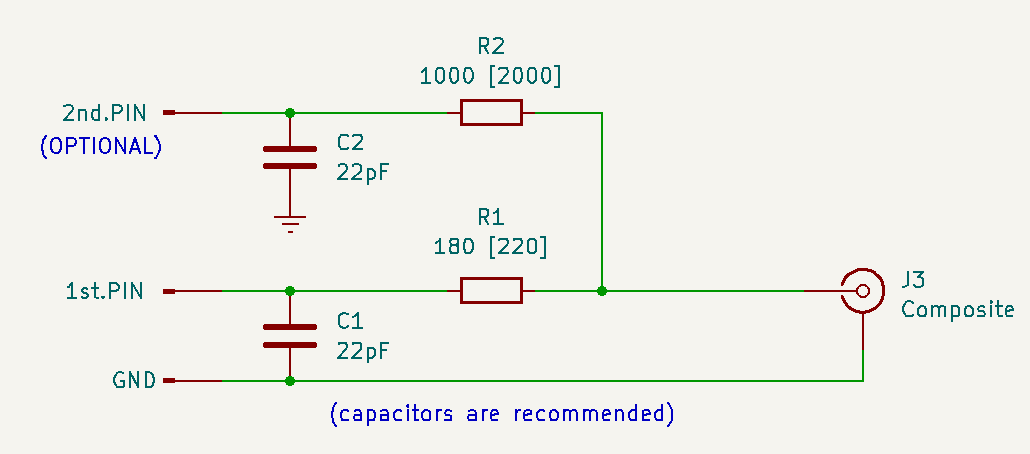 R2
1000 [2000]
2nd.PIN
(OPTIONAL)
C2
22pF
R1
180 [220]
1st.PIN
J3
Composite
C1
22pF
GND
(capacitors are recommended)